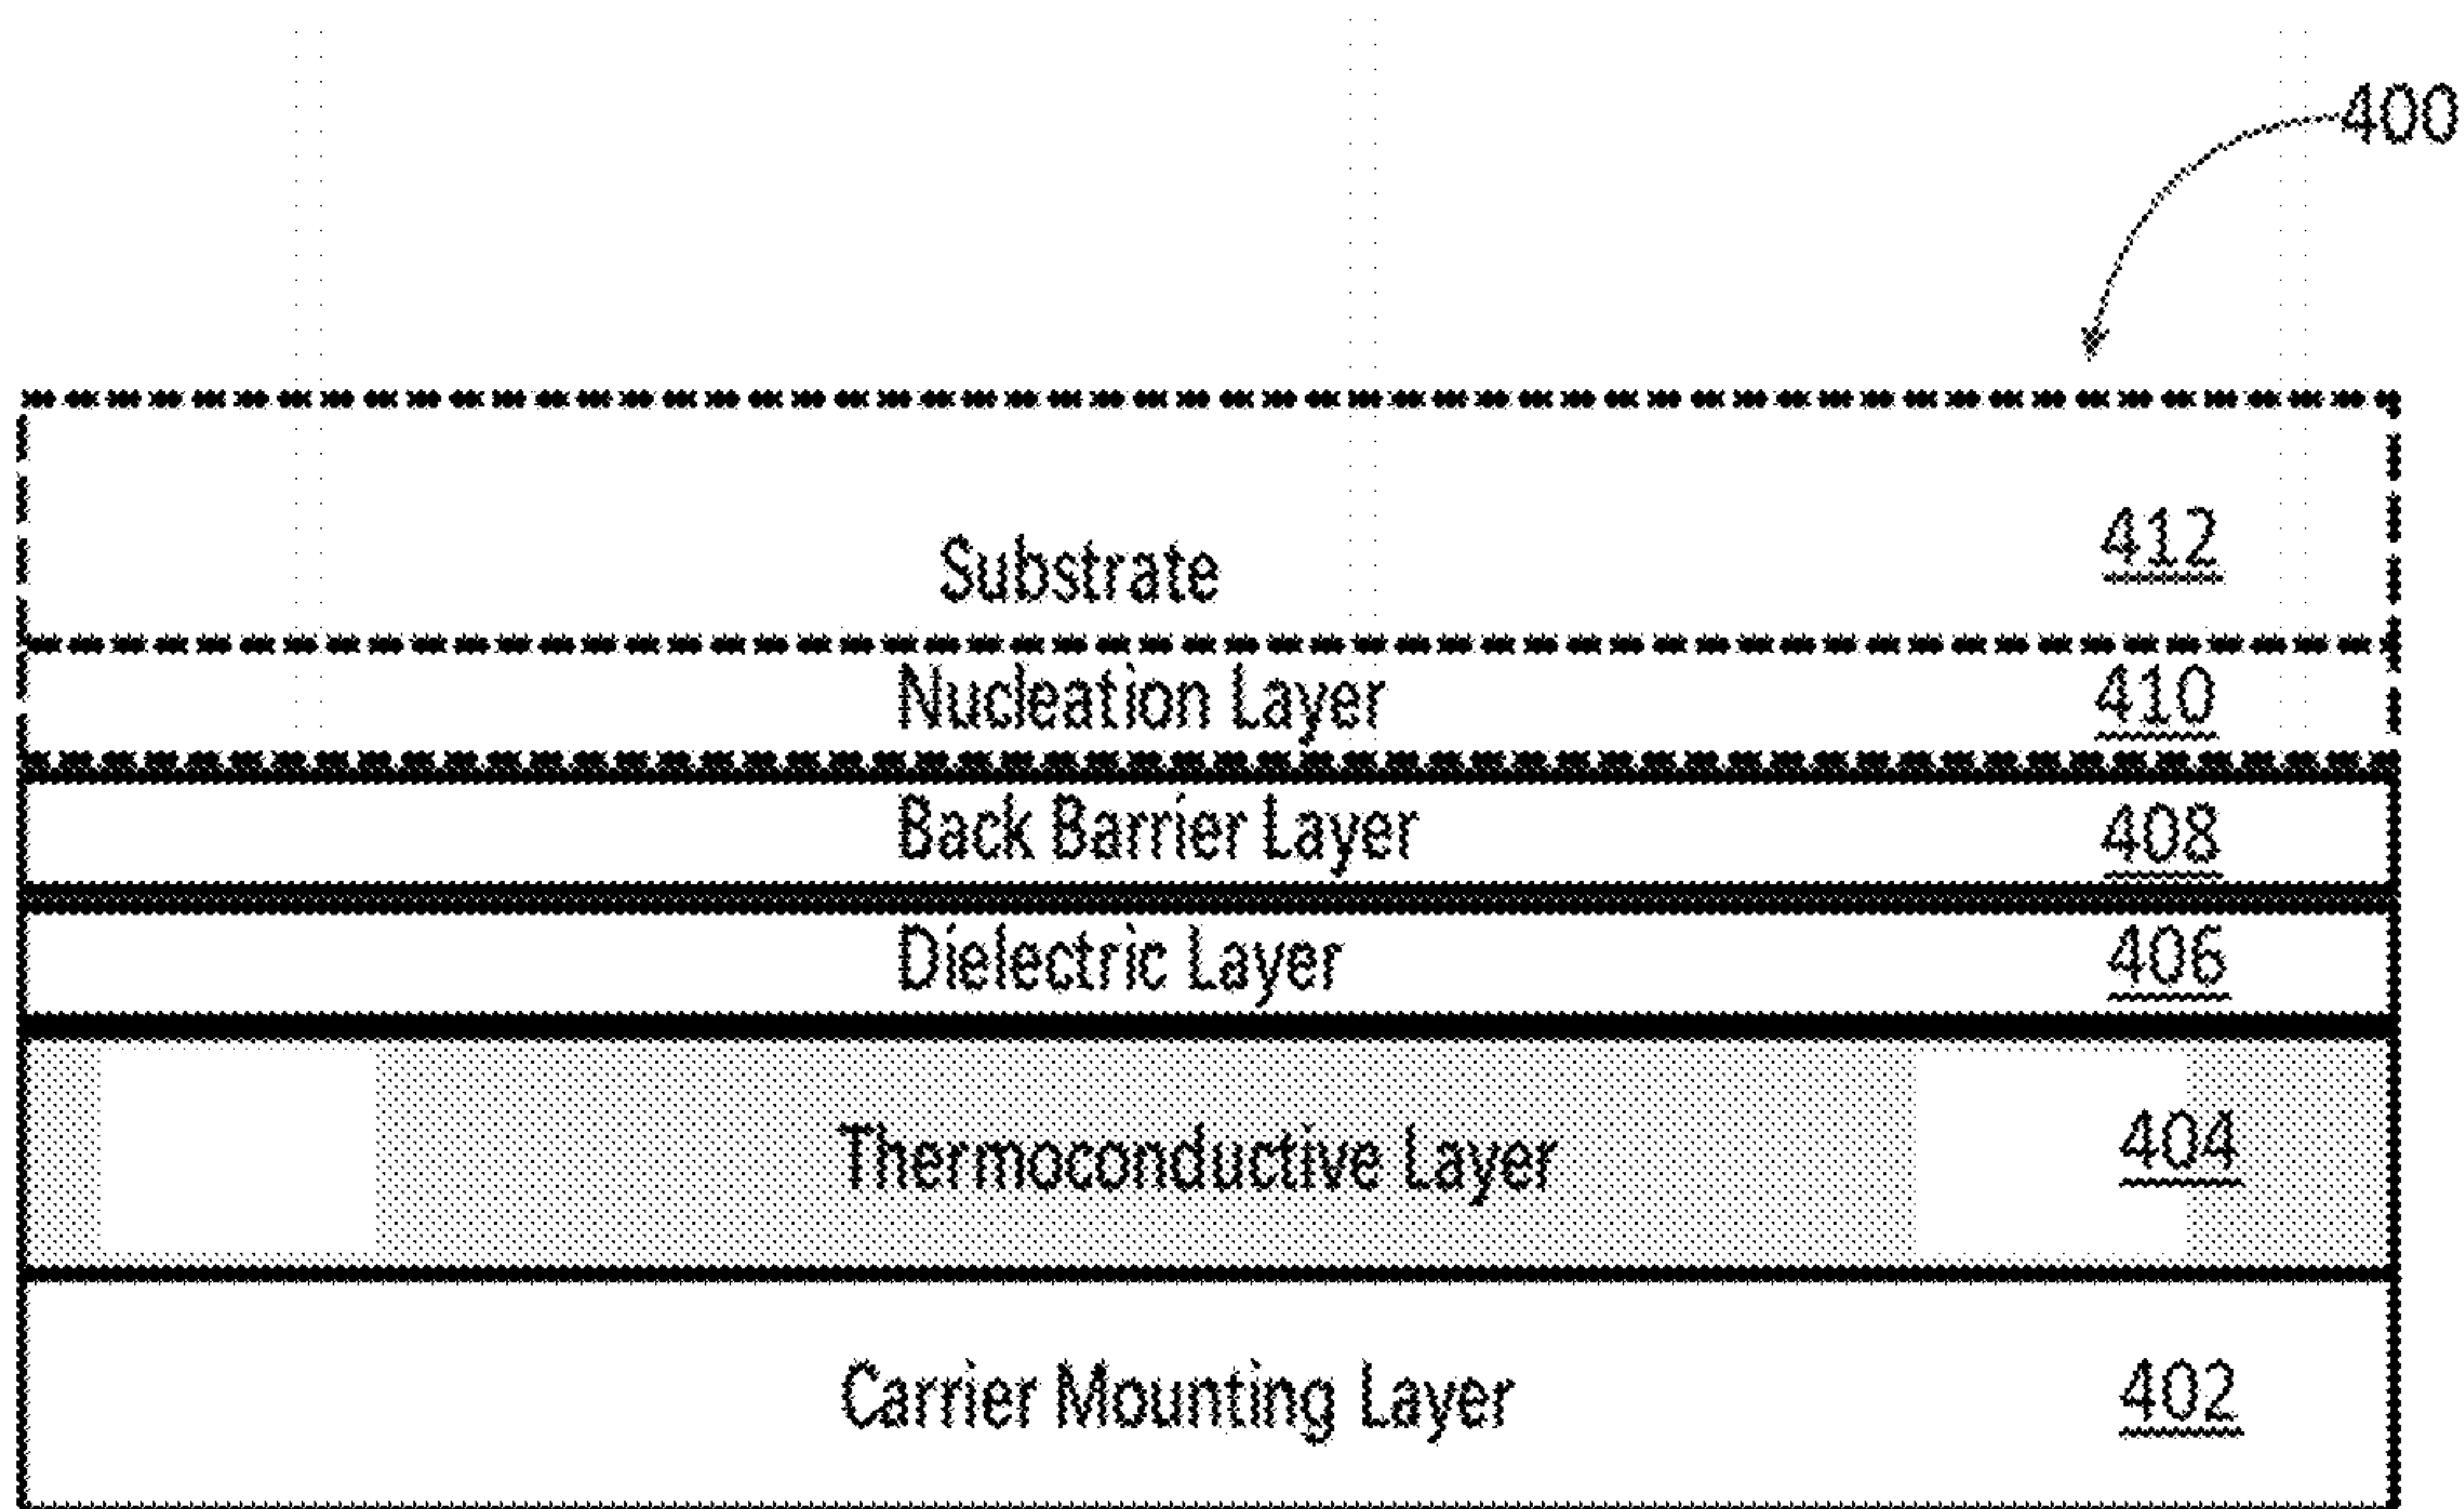 400
Substrate 412
Nucleation Layer 410
Back Barrier Layer 408
Dielectric Layer 406
Thermoconductive Layer 404
Carrier Mounting Layer 402